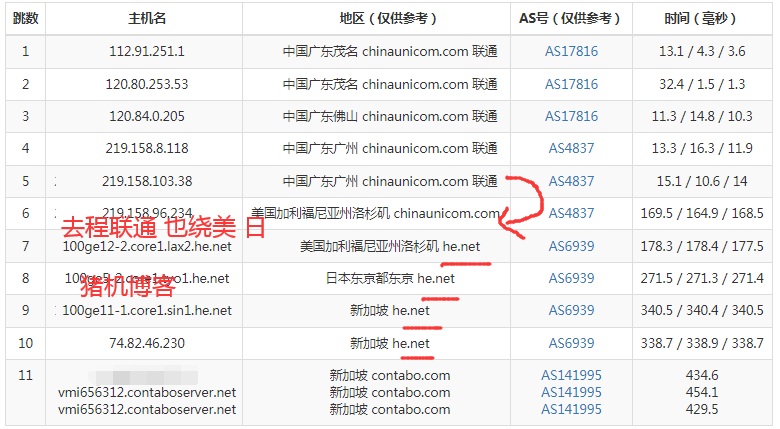 跳数 主机名 地区（仅供参考） AS号（仅供参考） 时间（毫秒）
1 112.91.251.1 中国广东茂名 chinaunicom.com 联通 AS17816 13.1 / 4.3 / 3.6
2 120.80.253.53 中国广东茂名 chinaunicom.com 联通 AS17816 32.4 / 1.5 / 1.3
3 120.84.0.205 中国广东佛山 chinaunicom.com 联通 AS17816 11.3 / 14.8 / 10.3
4 219.158.8.118 中国广东广州 chinaunicom.com 联通 AS4837 13.3 / 16.3 / 11.9
5 219.158.103.38 中国广东广州 chinaunicom.com 联通 AS4837 15.1 / 10.6 / 14
6 219.158.96.234 美国加利福尼亚州洛杉矶 chinaunicom.com AS4837 169.5 / 164.9 / 168.5
去程联通 也绕美 日
7 100ge12-2.core1.lax2.he.net 美国加利福尼亚州洛杉矶 he.net AS6939 178.3 / 178.4 / 177.5
8 100ge5-2.core1.tyo1.he.net 日本东京都东京 he.net AS6939 271.5 / 271.3 / 271.4
猪机博客
9 100ge11-1.core1.sin1.he.net 新加坡 he.net AS6939 340.5 / 340.4 / 340.5
10 74.82.46.230 新加坡 he.net AS6939 338.7 / 338.9 / 338.7
11 新加坡 contabo.com AS141995 434.6
vmi656312.contaboserver.net 新加坡 contabo.com AS141995 454.1
vmi656312.contaboserver.net 新加坡 contabo.com AS141995 429.5